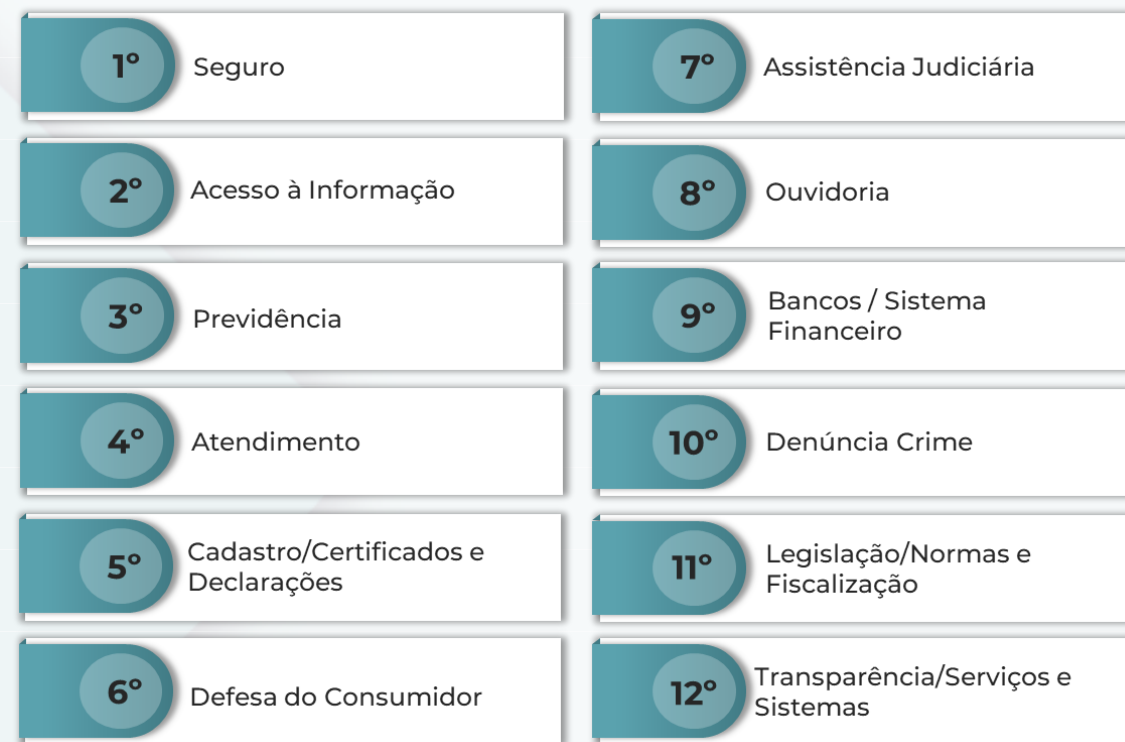 1º
Seguro
2º
Acesso à Informação
3º
Previdência
4º
Atendimento
5º
Cadastro/Certificados e
Declarações
6º
Defesa do Consumidor
7º
Assistência Judiciária
8º
Ouvidoria
9º
Bancos / Sistema
Financeiro
10º
Denúncia Crime
11º
Legislação/Normas e
Fiscalização
12º
Transparência/Serviços e
Sistemas